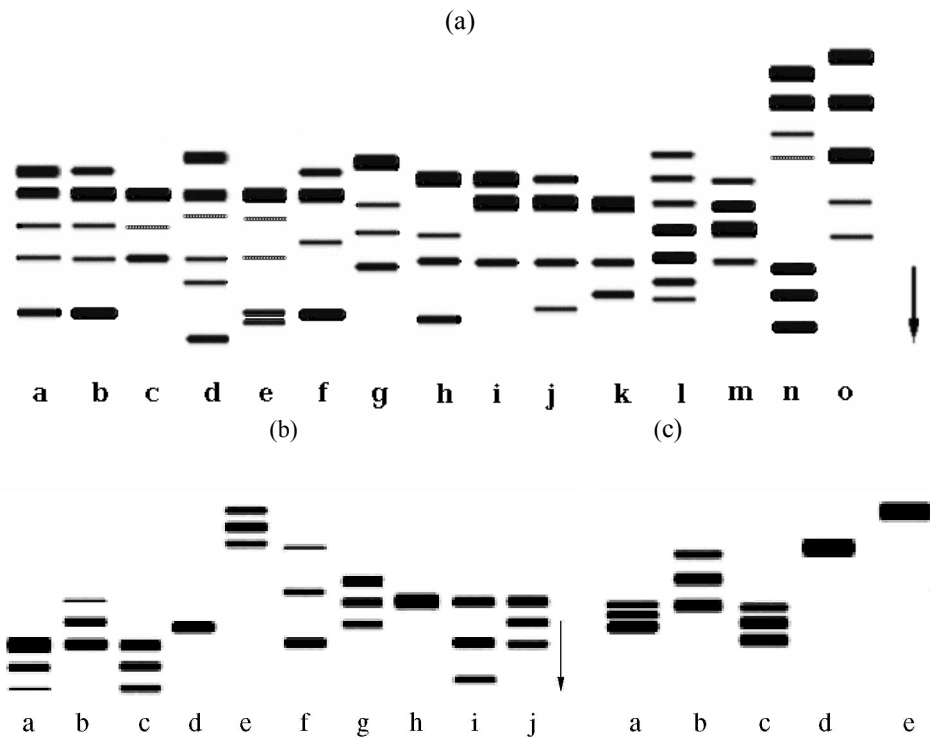 (a)
a b c d e f g h i j k l m n o
(b) (c)
a b c d e f g h i j a b c d e